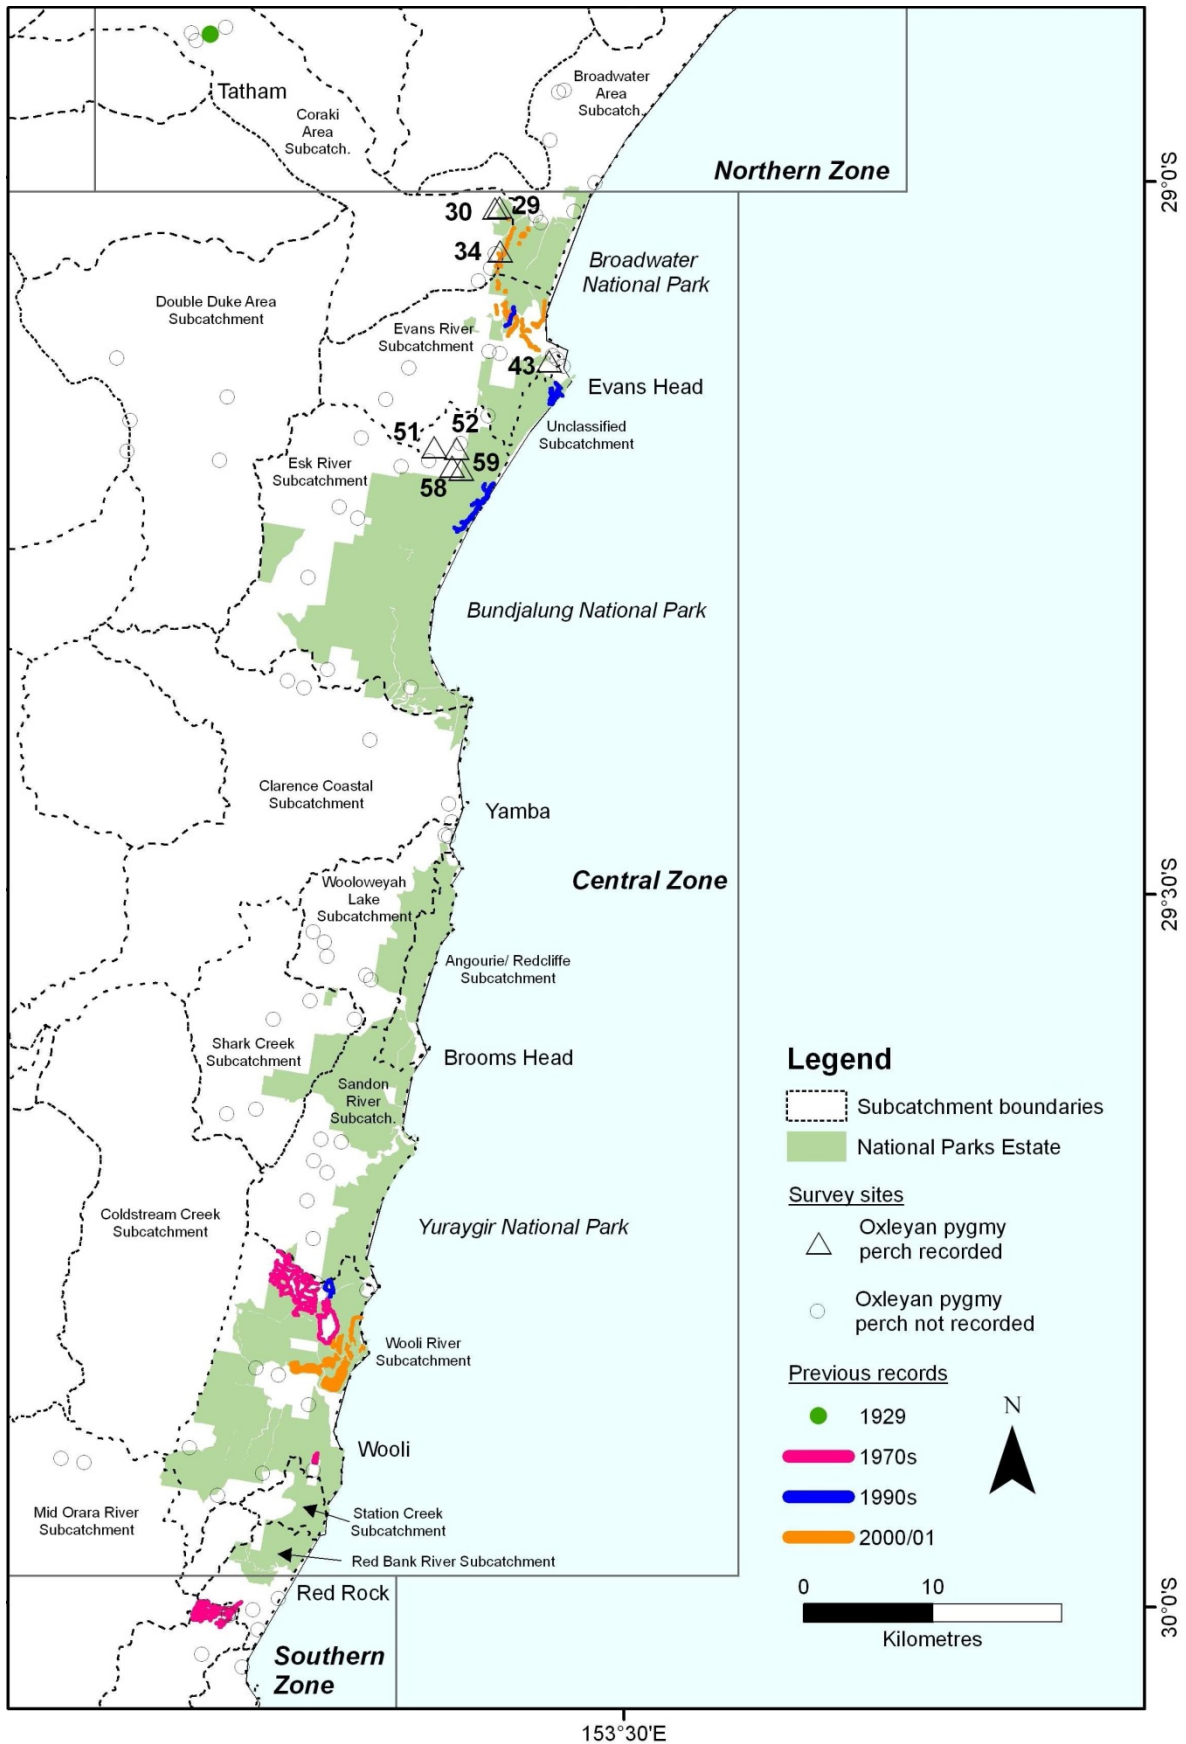 Broadwater
Area
Subcatch.
Tatham
Coraki
Area
Subcatch.
Northern Zone
29°0'S
30
29
34
Broadwater
National Park
Double Duke Area
Subcatchment
Evans River
Subcatchment
43
Evans Head
51
52
Unclassified
Subcatchment
59
Esk River
Subcatchment
58
Bundjalung National Park
Clarence Coastal
Subcatchment
Yamba
Central Zone
29°30'S
Wooloweyah
Lake
Subcatchment
Angourie/ Redcliffe
Subcatchment
Shark Creek
Subcatchment
Brooms Head
Sandon
River
Subcatch.
Coldstream Creek
Subcatchment
Yuraygir National Park
Wooli River
Subcatchment
Wooli
Mid Orara River
Subcatchment
Station Creek
Subcatchment
Red Bank River Subcatchment
Red Rock
Southern
Zone
Legend
Subcatchment boundaries
National Parks Estate
Survey sites
Oxleyan pygmy
perch recorded
Oxleyan pygmy
perch not recorded
Previous records
1929
1970s
1990s
2000/01
N
0 10
Kilometres
30°0'S
153°30'E